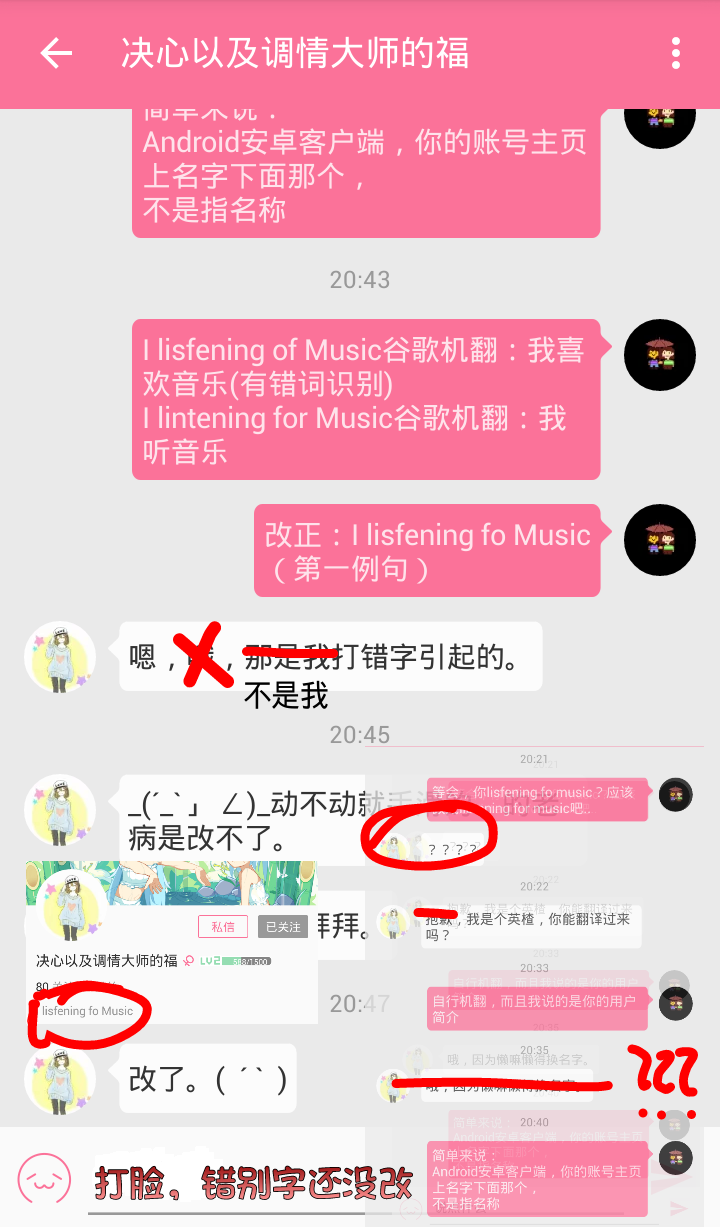 决心以及调情大师的福
简单来说：
Android安卓客户端，你的账号主页
上名字下面那个，
不是指名称
20:43
I lisfening of Music谷歌机翻：我喜
欢音乐(有错词识别)
I lintening for Music谷歌机翻：我
听音乐
改正：I lisfening fo Music
（第一例句）
嗯，，那是我打错字引起的。
不是我
20:45
_(´_`」 ∠)_动不动就手
病是改不了。
拜拜。
私信
已关注
决心以及调情大师的福 LV2
80
lisfening fo Music
20:47
改了。( ´ ` )
打脸，错别字还没改
20:21
等会，你lisfening fo music？应该
ening for music吧..
？？？？
20:22
抱歉，我是个英楂，你能翻译过来
吗？
20:33
自行机翻，而且我说的是你的用户
简介
20:35
哦，因为懒嘛懒得换名字。
???
20:40
简单来说：
Android安卓客户端，你的账号主页
上名字下面那个，
不是指名称